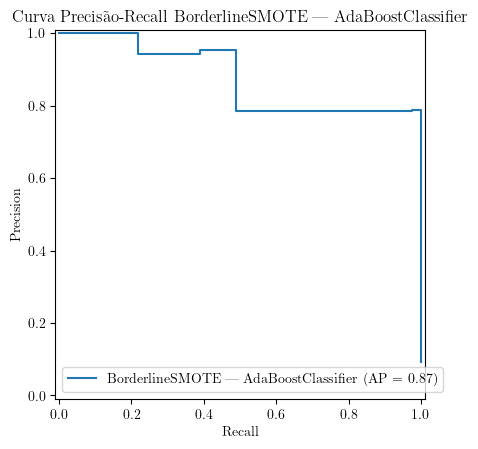 Curva Precisão-Recall BorderlineSMOTE — AdaBoostClassifier
1.0
0.8
0.6
0.4
0.2
0.0
Precision
BorderlineSMOTE — AdaBoostClassifier (AP = 0.87)
0.0 0.2 0.4 0.6 0.8 1.0
Recall